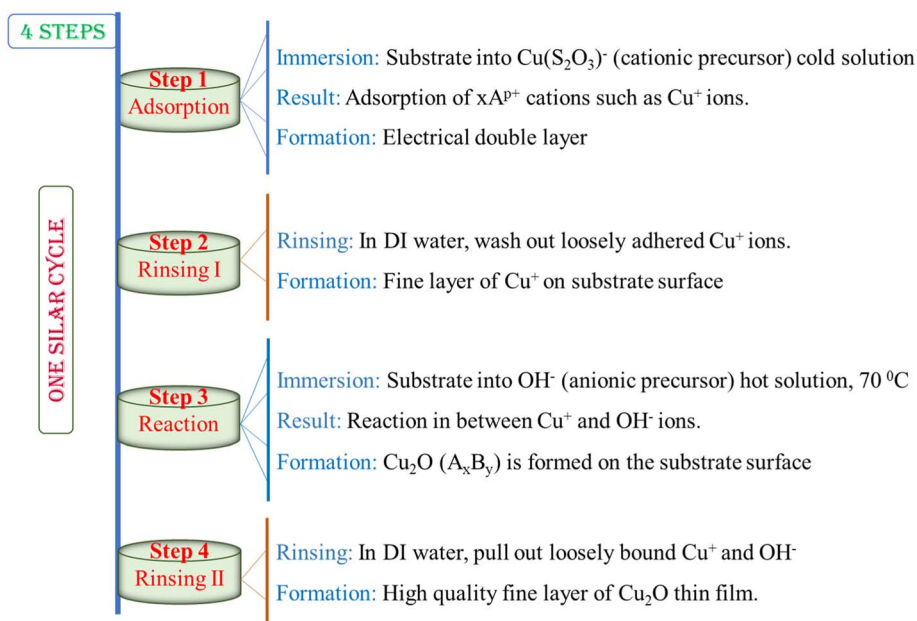 4 STEPS
ONE SILAR CYCLE
Step 1
Adsorption
Immersion: Substrate into Cu(S₂O₃)⁻ (cationic precursor) cold solution
Result: Adsorption of xAᵖ⁺ cations such as Cu⁺ ions.
Formation: Electrical double layer
Step 2
Rinsing I
Rinsing: In DI water, wash out loosely adhered Cu⁺ ions.
Formation: Fine layer of Cu⁺ on substrate surface
Step 3
Reaction
Immersion: Substrate into OH⁻ (anionic precursor) hot solution, 70 ⁰C
Result: Reaction in between Cu⁺ and OH⁻ ions.
Formation: Cu₂O (AₓBᵧ) is formed on the substrate surface
Step 4
Rinsing II
Rinsing: In DI water, pull out loosely bound Cu⁺ and OH⁻
Formation: High quality fine layer of Cu₂O thin film.